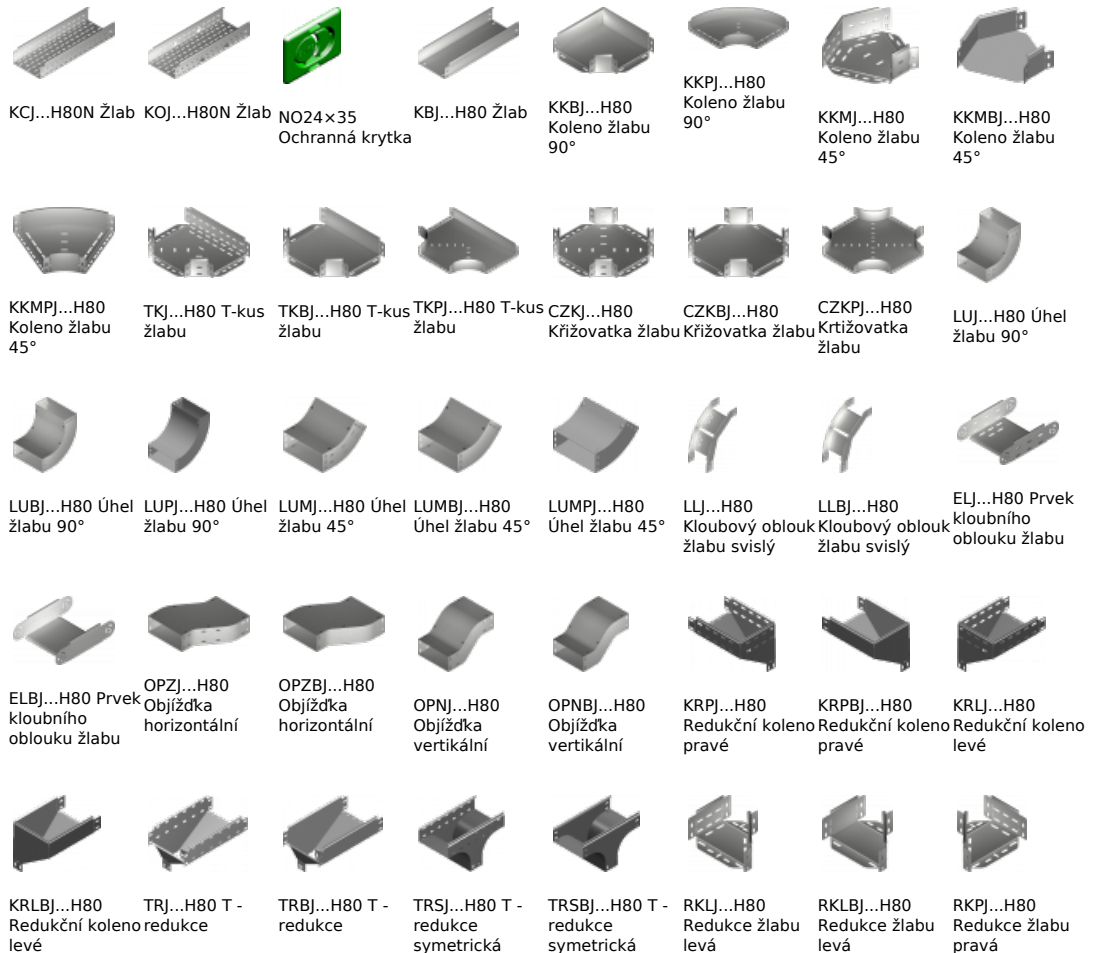 KCJ...H80N Žlab
KOJ...H80N Žlab
NO24×35
Ochranná krytka
KBJ...H80 Žlab
KKBJ...H80
Koleno žlabu
90°
KKPJ...H80
Koleno žlabu
90°
KKMJ...H80
Koleno žlabu
45°
KKMBJ...H80
Koleno žlabu
45°
KKMPJ...H80
Koleno žlabu
45°
TKJ...H80 T-kus
žlabu
TKBJ...H80 T-kus
žlabu
TKPJ...H80 T-kus
žlabu
CZKJ...H80
Křižovatka žlabu
CZKBJ...H80
Křižovatka žlabu
CZKPJ...H80
Krtižovatka
žlabu
LUJ...H80 Úhel
žlabu 90°
LUBJ...H80 Úhel
žlabu 90°
LUPJ...H80 Úhel
žlabu 90°
LUMJ...H80 Úhel
žlabu 45°
LUMBJ...H80
Úhel žlabu 45°
LUMPJ...H80
Úhel žlabu 45°
LLJ...H80
Kloubový oblouk
žlabu svislý
LLBJ...H80
Kloubový oblouk
žlabu svislý
ELJ...H80 Prvek
kloubního
oblouku žlabu
ELBJ...H80 Prvek
kloubního
oblouku žlabu
OPZJ...H80
Objížďka
horizontální
OPZBJ...H80
Objížďka
horizontální
OPNJ...H80
Objížďka
vertikální
OPNBJ...H80
Objížďka
vertikální
KRPJ...H80
Redukční koleno
pravé
KRPBJ...H80
Redukční koleno
pravé
KRLJ...H80
Redukční koleno
levé
KRLBJ...H80
Redukční koleno
levé
TRJ...H80 T -
redukce
TRBJ...H80 T -
redukce
TRSJ...H80 T -
redukce
symetrická
TRSBJ...H80 T -
redukce
symetrická
RKLJ...H80
Redukce žlabu
levá
RKLBJ...H80
Redukce žlabu
levá
RKPJ...H80
Redukce žlabu
pravá